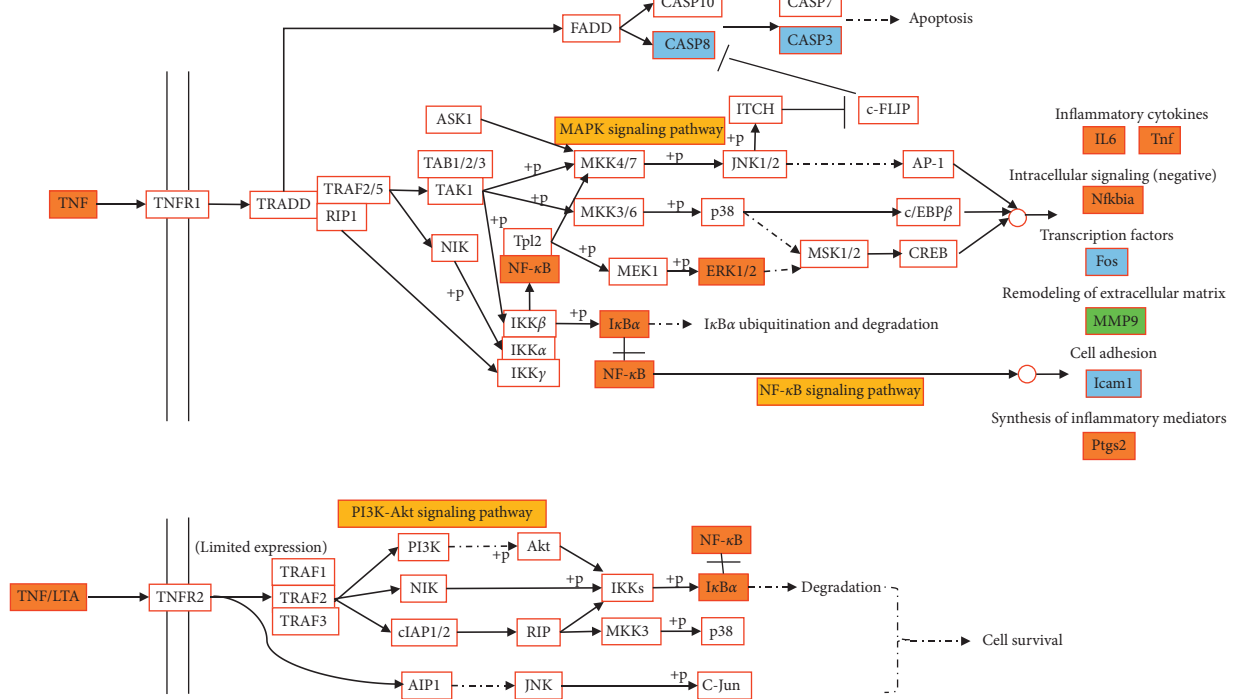 CASP10
CASP7
FADD
Apoptosis
CASP8
CASP3
ITCH
c-FLIP
ASK1
MAPK signaling pathway
+p
Inflammatory cytokines
IL6
Tnf
TAB1/2/3
MKK4/7
+p
JNK1/2
AP-1
TAK1
+p
Intracellular signaling (negative)
Nfkbia
TNF
TNFR1
TRADD
TRAF2/5
RIP1
+p
MKK3/6
+p
p38
c/EBPβ
+p
Transcription factors
Fos
NIK
Tpl2
NF-κB
+p
MEK1
+p
ERK1/2
MSK1/2
CREB
+p
Remodeling of extracellular matrix
MMP9
IKKβ
+p
IκBα
IκBα ubiquitination and degradation
IKKα
IKKγ
NF-κB
NF-κB signaling pathway
Cell adhesion
Icam1
Synthesis of inflammatory mediators
Ptgs2
PI3K-Akt signaling pathway
(Limited expression)
PI3K
+p
Akt
NF-κB
TNF/LTA
TNFR2
TRAF1
TRAF2
TRAF3
NIK
+p
IKKs
+p
IκBα
Degradation
cIAP1/2
RIP
MKK3
+p
p38
Cell survival
AIP1
JNK
+p
C-Jun